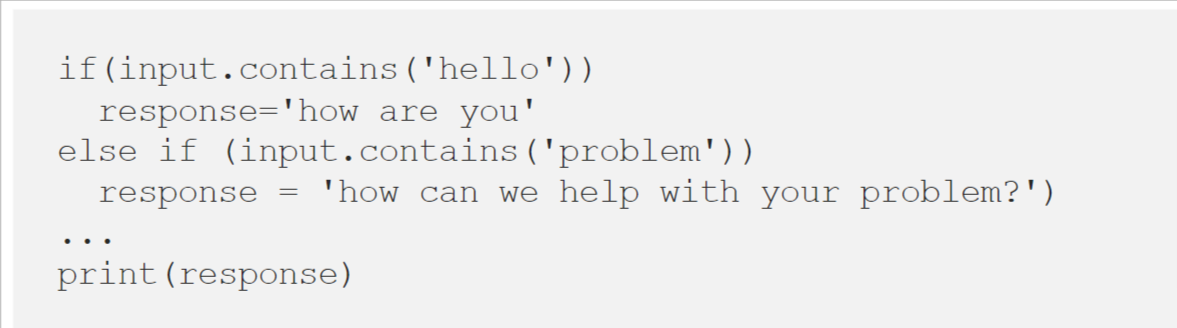 if(input.contains('hello'))
  response='how are you'
else if (input.contains('problem'))
  response = 'how can we help with your problem?')
...
print(response)